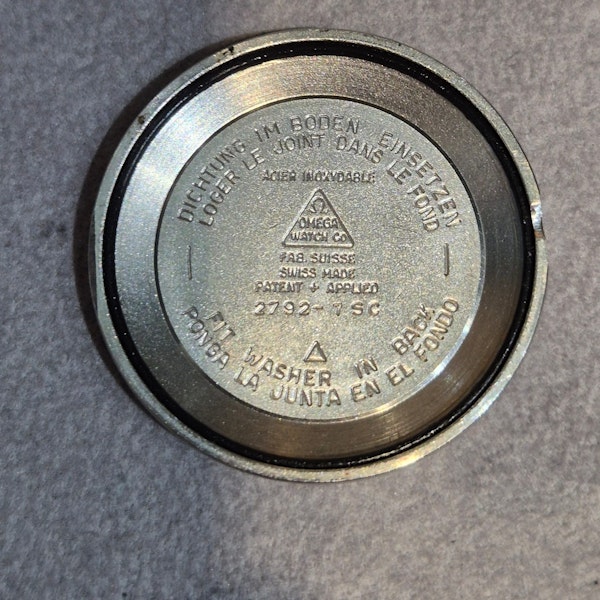 DICHTUNG IM BODEN EINSETZEN
LOGER LE JOINT DANS LE FOND
ACIER INOXYDABLE
Ω
OMEGA
WATCH CO
FAB. SUISSE
SWISS MADE
PATENT + APPLIED
2792-1 SC
FIT WASHER IN BACK
PONGA LA JUNTA EN EL FONDO